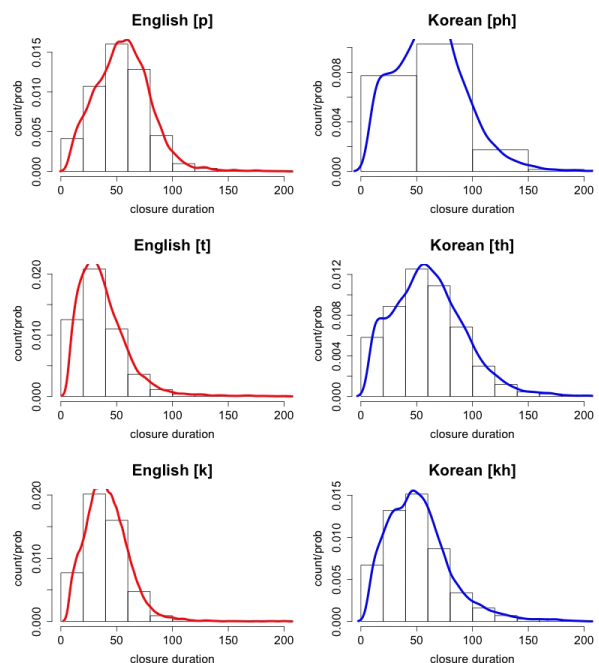 English [p]
count/prob
0.000 0.005 0.010 0.015
0 50 100 150 200
closure duration
Korean [ph]
count/prob
0.000 0.004 0.008
0 50 100 150 200
closure duration
English [t]
count/prob
0.000 0.010 0.020
0 50 100 150 200
closure duration
Korean [th]
count/prob
0.000 0.004 0.008 0.012
0 50 100 150 200
closure duration
English [k]
count/prob
0.000 0.010 0.020
0 50 100 150 200
closure duration
Korean [kh]
count/prob
0.000 0.005 0.010 0.015
0 50 100 150 200
closure duration